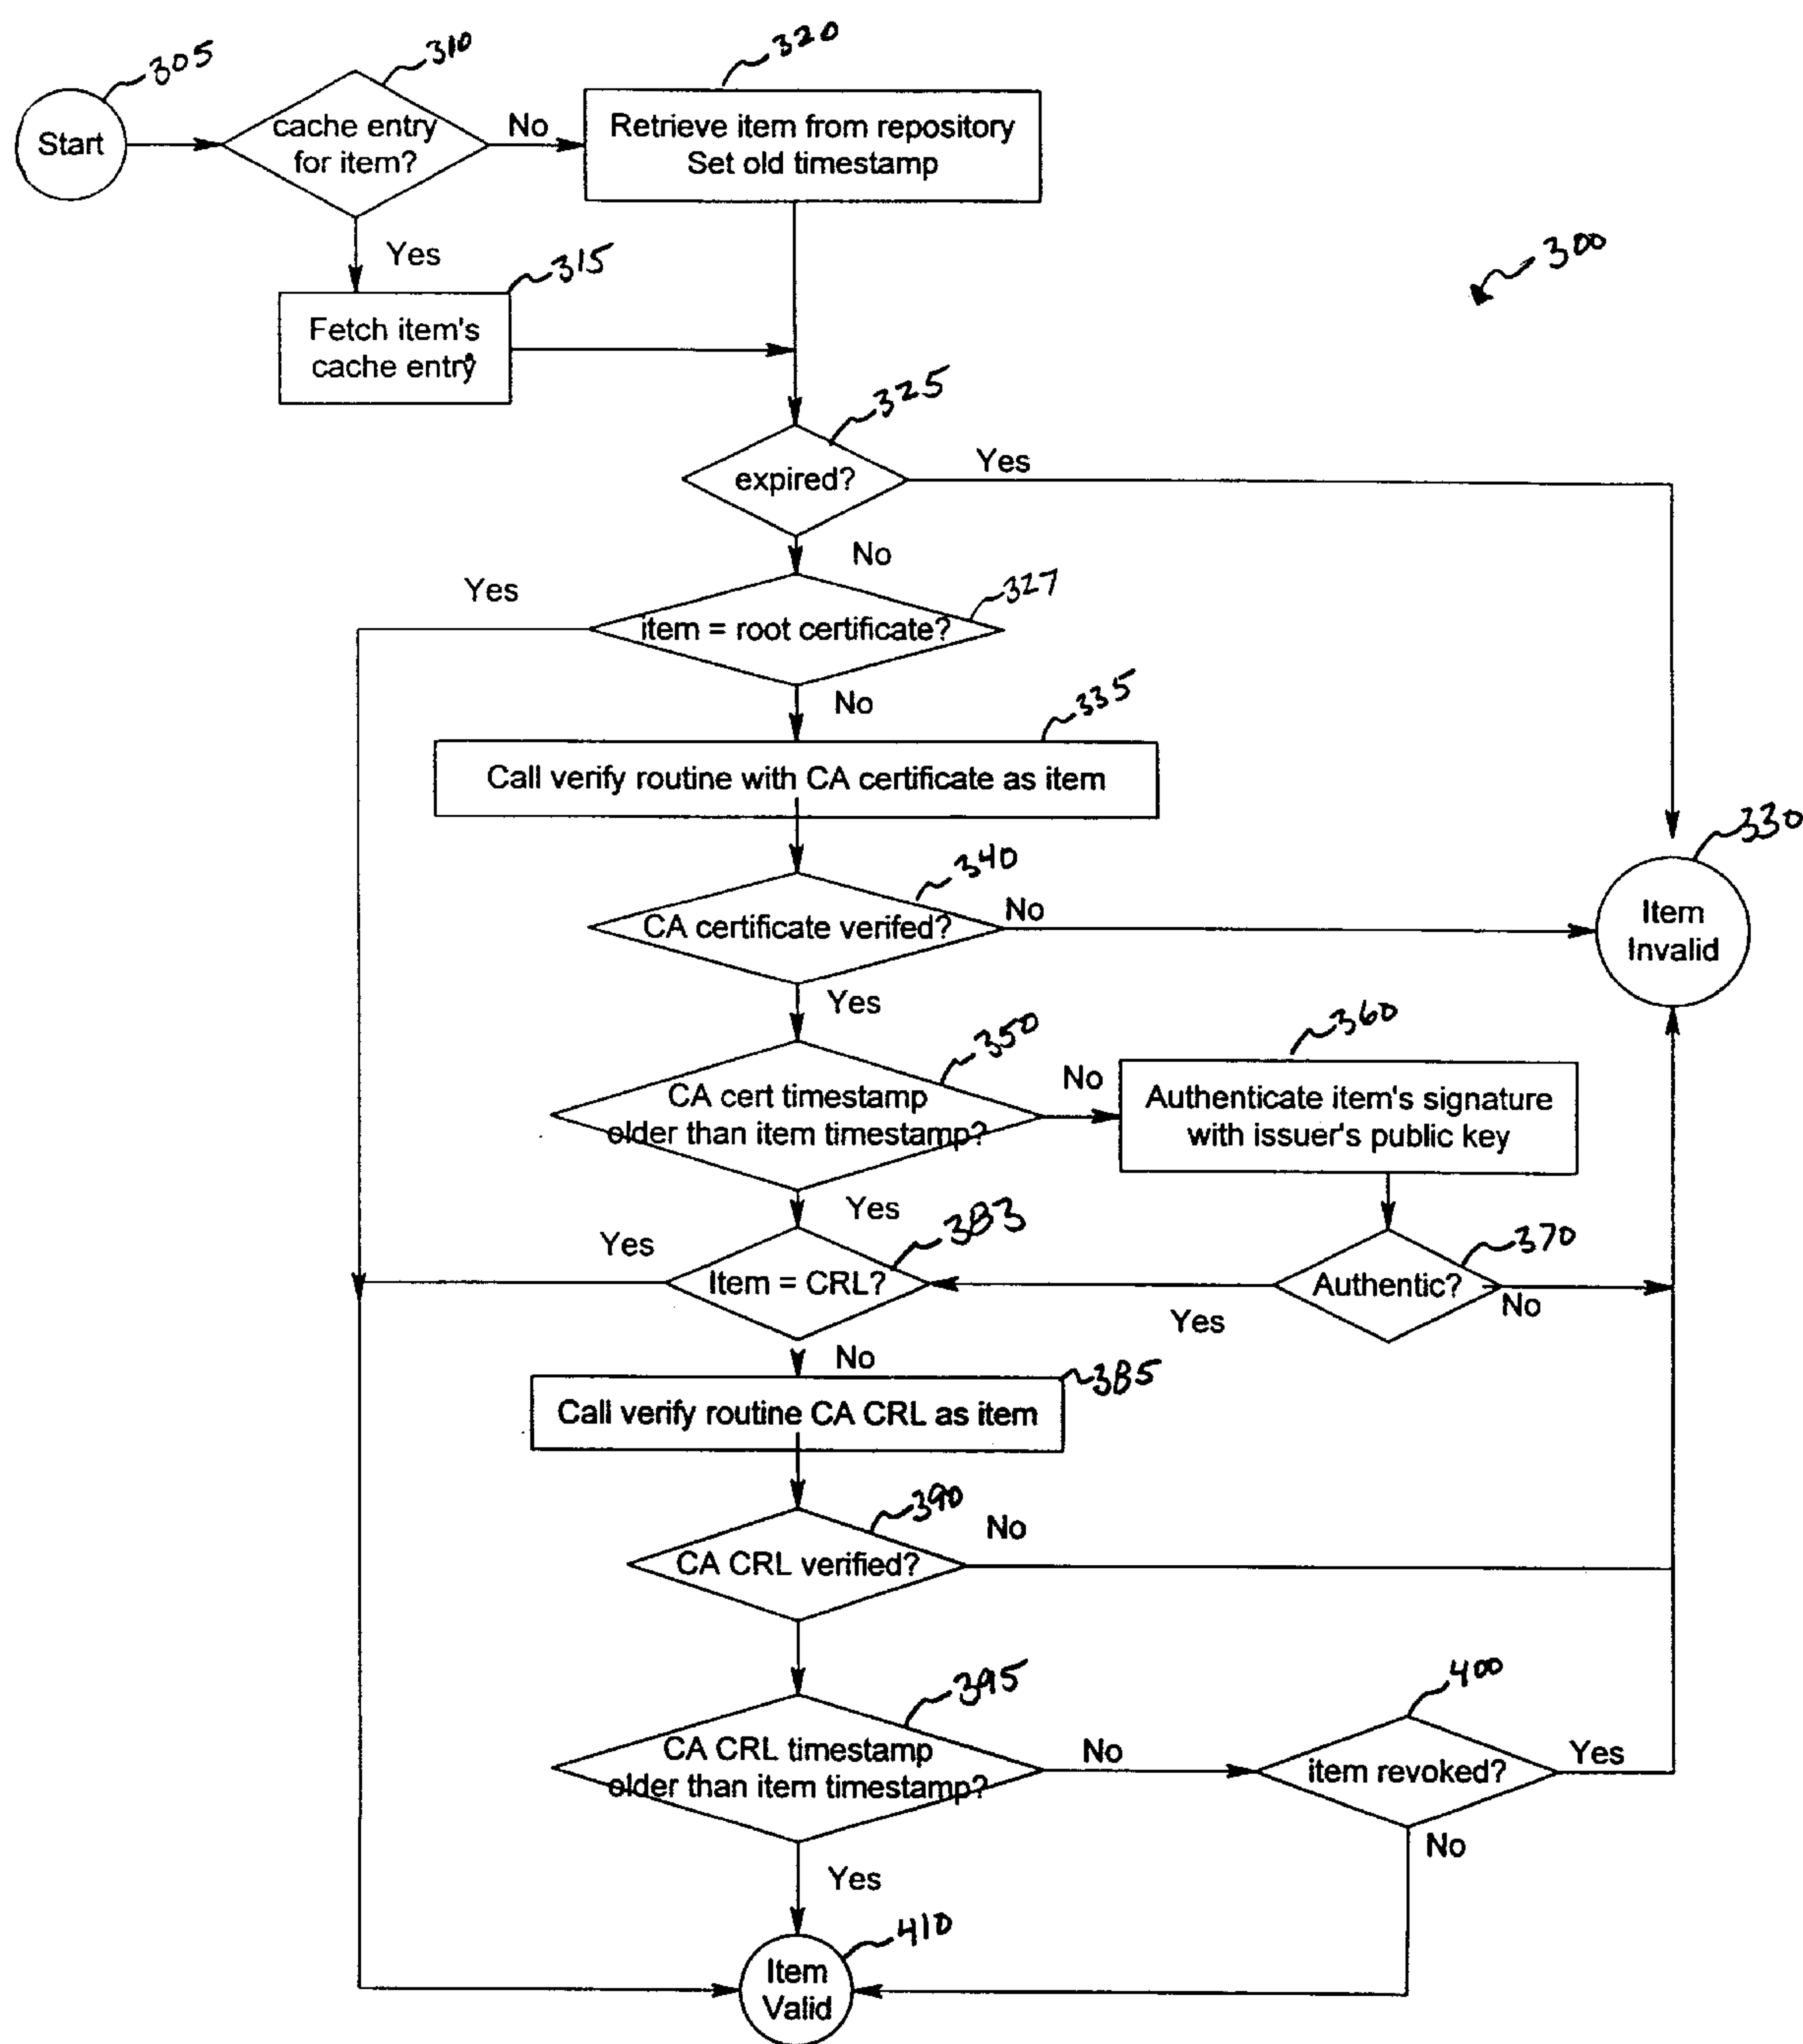 305
310
320
Start
cache entry
for item?
No
Retrieve item from repository
Set old timestamp
Yes
315
300
Fetch item's
cache entry
325
expired?
Yes
No
Yes
327
item = root certificate?
No
335
Call verify routine with CA certificate as item
330
340
CA certificate verifed?
No
Item
Invalid
Yes
350
360
CA cert timestamp
older than item timestamp?
No
Authenticate item's signature
with issuer's public key
Yes
383
370
Yes
Item = CRL?
Authentic?
No
Yes
No
385
Call verify routine CA CRL as item
390
No
CA CRL verified?
395
400
CA CRL timestamp
older than item timestamp?
No
item revoked?
Yes
No
Yes
410
Item
Valid